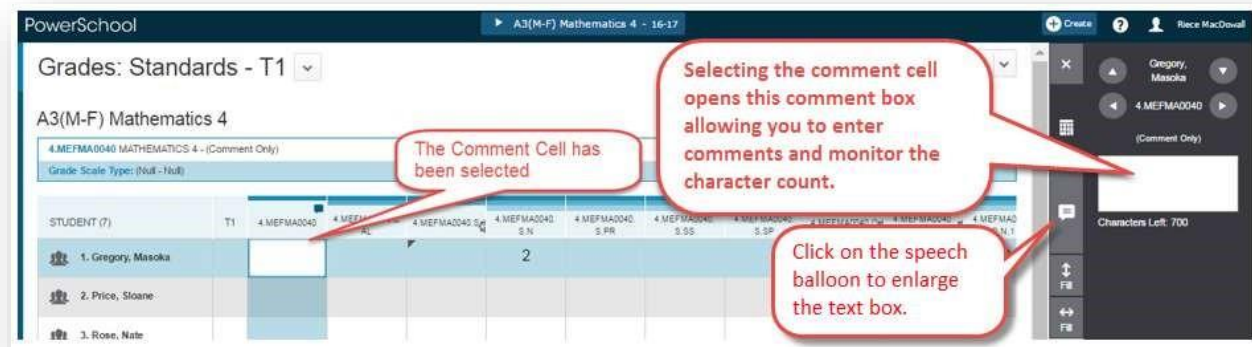 PowerSchool
A3(M-F) Mathematics 4 - 16-17
Create
?
Riece MacDowall
Grades: Standards - T1
A3(M-F) Mathematics 4
4.MEFMA0040 MATHEMATICS 4 - (Comment Only)
Grade Scale Type: (Null - Null)
The Comment Cell has
been selected
Selecting the comment cell
opens this comment box
allowing you to enter
comments and monitor the
character count.
Gregory,
Masoka
4.MEFMA0040
(Comment Only)
Characters Left: 700
STUDENT (7)
T1
4.MEFMA0040
AL
4.MEFMA0040.S
4.MEFMA0040.
S.N
4.MEFMA0040.
S.PR
4.MEFMA0040.
S.SS
4.MEFMA0040.
S.SP
1. Gregory, Masoka
2
2. Price, Sloane
3. Rose, Nate
Click on the speech
balloon to enlarge
the text box.
Fill
Fill